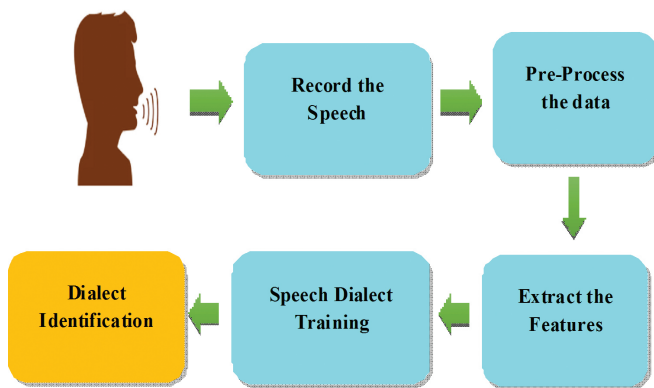 Record the
Speech
Pre-Process
the data
Extract the
Features
Speech Dialect
Training
Dialect
Identification